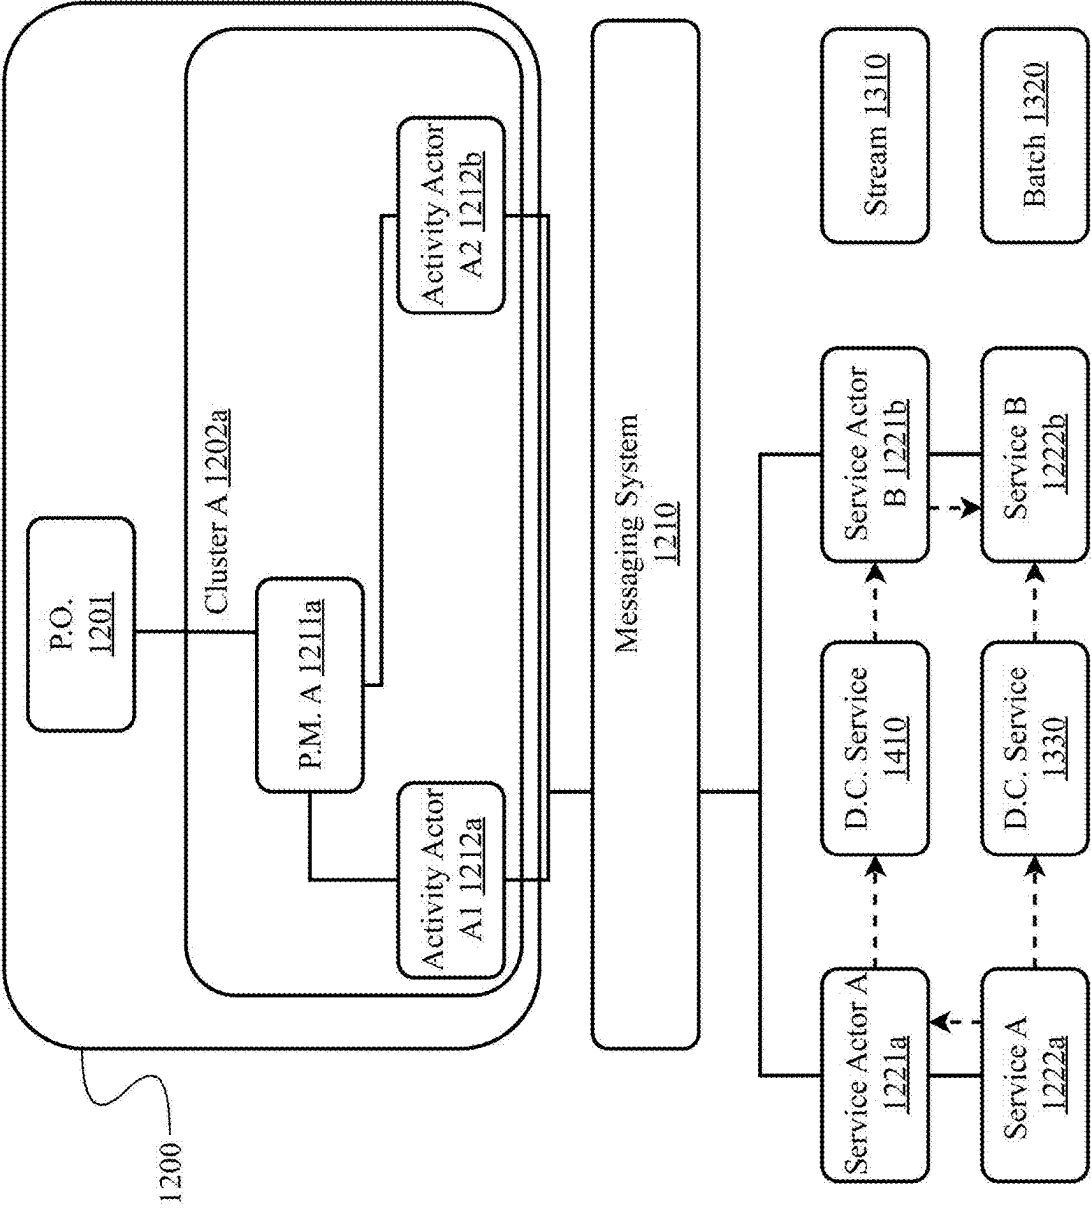 1200
P.O.
1201
Cluster A 1202a
P.M. A 1211a
Activity Actor
A1 1212a
Activity Actor
A2 1212b
Messaging System
1210
Service Actor A
1221a
D.C. Service
1410
Service Actor
B 1221b
Stream 1310
Service A
1222a
D.C. Service
1330
Service B
1222b
Batch 1320